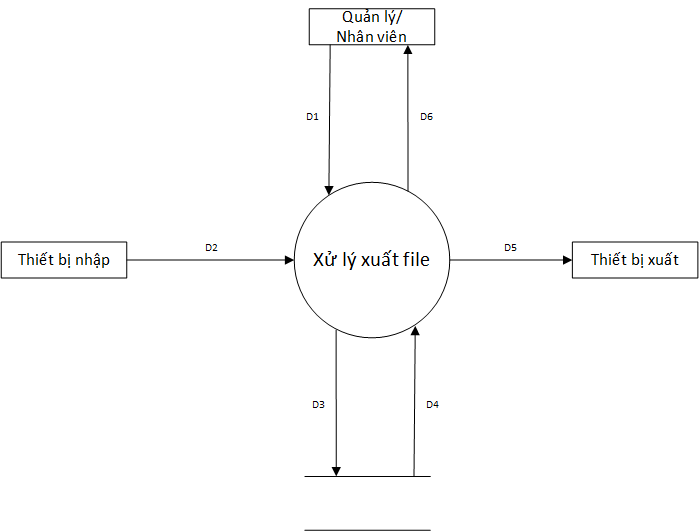 Quản lý/
Nhân viên
D1
D6
Thiết bị nhập
D2
Xử lý xuất file
D5
Thiết bị xuất
D3
D4